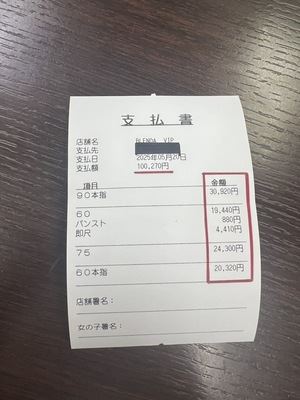 支 払 書
店舗名 BLENDA VIP
支払先
支払日 2025年05月20日
支払額 100,270円
項目 金額
９０本指 30,920円
６０ 19,440円
パンスト 880円
即尺 4,410円
７５ 24,300円
６０本指 20,320円
店舗署名：
女の子署名：